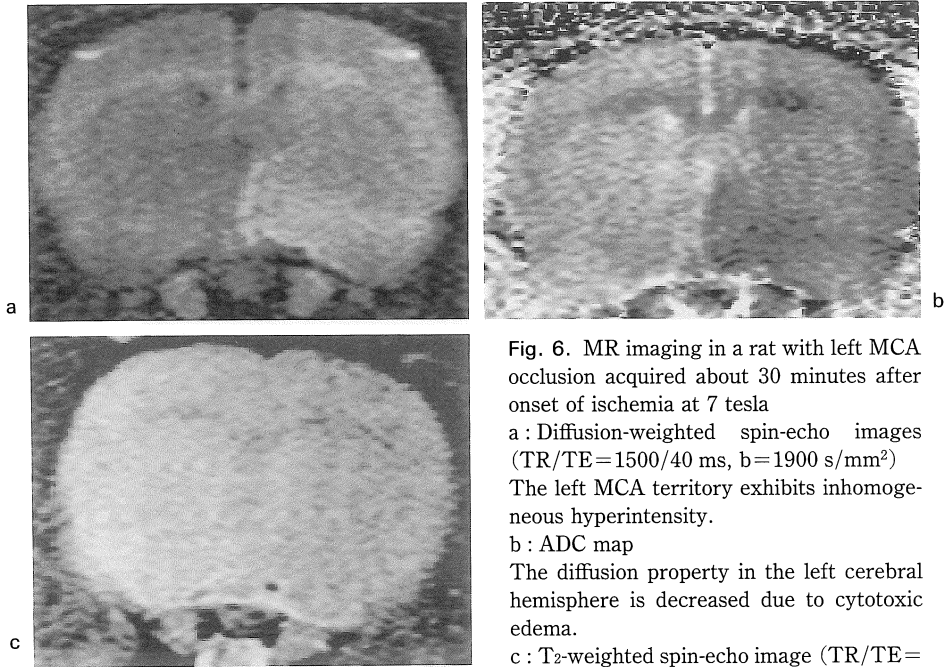 a
b
c
Fig. 6. MR imaging in a rat with left MCA
occlusion acquired about 30 minutes after
onset of ischemia at 7 tesla
a : Diffusion-weighted spin-echo images
(TR/TE=1500/40 ms, b=1900 s/mm²)
The left MCA territory exhibits inhomoge-
neous hyperintensity.
b : ADC map
The diffusion property in the left cerebral
hemisphere is decreased due to cytotoxic
edema.
c : T₂-weighted spin-echo image (TR/TE=